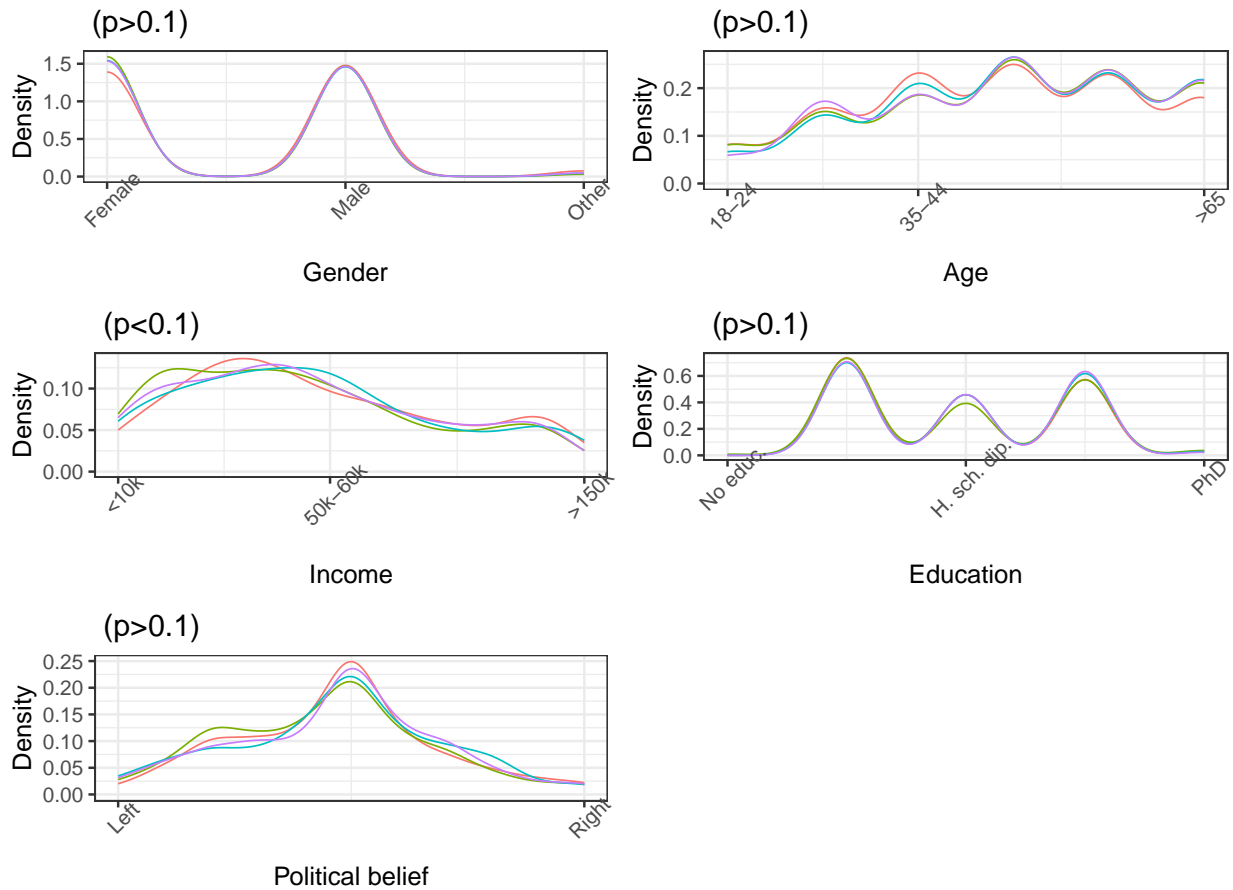 (p>0.1)
Density
1.5
1.0
0.5
0.0
Female
Male
Other
Gender
(p>0.1)
Density
0.2
0.1
0.0
18−24
35−44
>65
Age
(p<0.1)
Density
0.10
0.05
0.00
<10k
50k−60k
>150k
Income
(p>0.1)
Density
0.6
0.4
0.2
0.0
No educ.
H. sch. dip.
PhD
Education
(p>0.1)
Density
0.25
0.20
0.15
0.10
0.05
0.00
Left
Right
Political belief